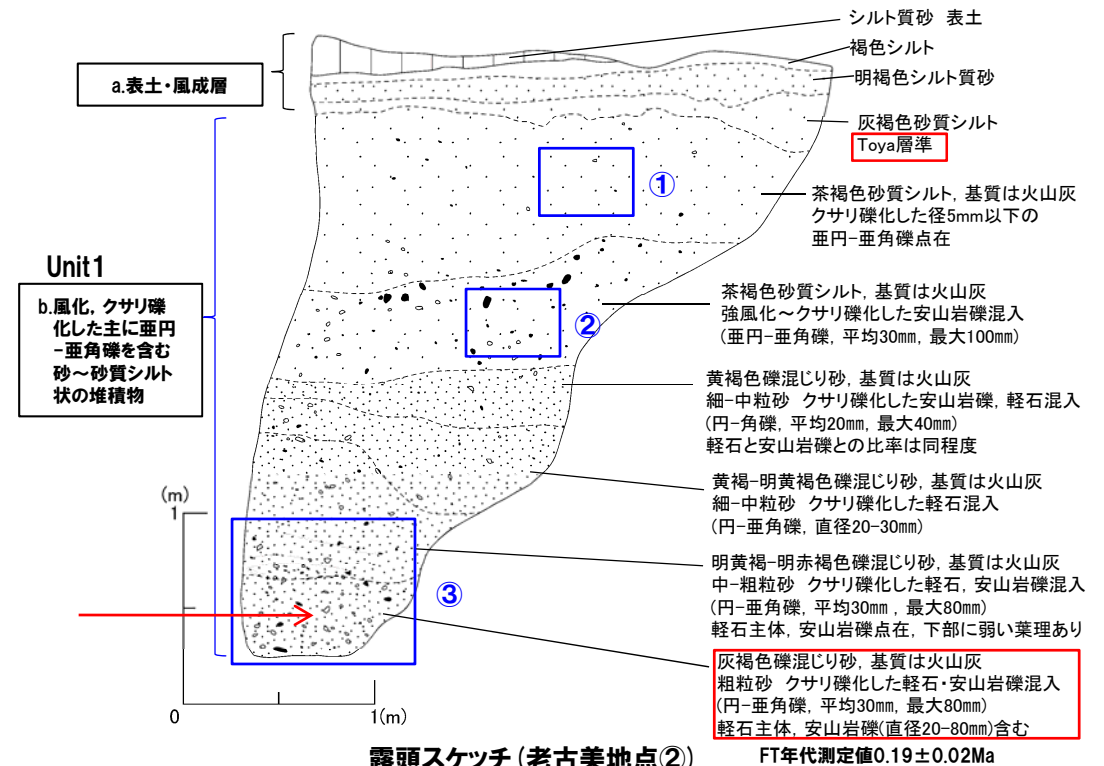 シルト質砂 表土
褐色シルト
明褐色シルト質砂
a.表土・風成層
灰褐色砂質シルト
Toya層準
①
茶褐色砂質シルト, 基質は火山灰
クサリ礫化した径5mm以下の
亜円-亜角礫点在
Unit1
b.風化, クサリ礫
化した主に亜円
-亜角礫を含む
砂~砂質シルト
状の堆積物
②
茶褐色砂質シルト, 基質は火山灰
強風化~クサリ礫化した安山岩礫混入
(亜円-亜角礫, 平均30mm, 最大100mm)
黄褐色礫混じり砂, 基質は火山灰
細-中粒砂 クサリ礫化した安山岩礫, 軽石混入
(円-角礫, 平均20mm, 最大40mm)
軽石と安山岩礫との比率は同程度
黄褐-明黄褐色礫混じり砂, 基質は火山灰
細-中粒砂 クサリ礫化した軽石混入
(円-亜角礫, 直径20-30mm)
(m)
1
明黄褐-明赤褐色礫混じり砂, 基質は火山灰
中-粗粒砂 クサリ礫化した軽石, 安山岩礫混入
(円-亜角礫, 平均30mm , 最大80mm)
軽石主体, 安山岩礫点在, 下部に弱い葉理あり
③
灰褐色礫混じり砂, 基質は火山灰
粗粒砂 クサリ礫化した軽石・安山岩礫混入
(円-亜角礫, 平均30mm, 最大80mm)
軽石主体, 安山岩礫(直径20-80mm)含む
0
1(m)
露頭スケッチ(老古美地点②)
FT年代測定値0.19±0.02Ma